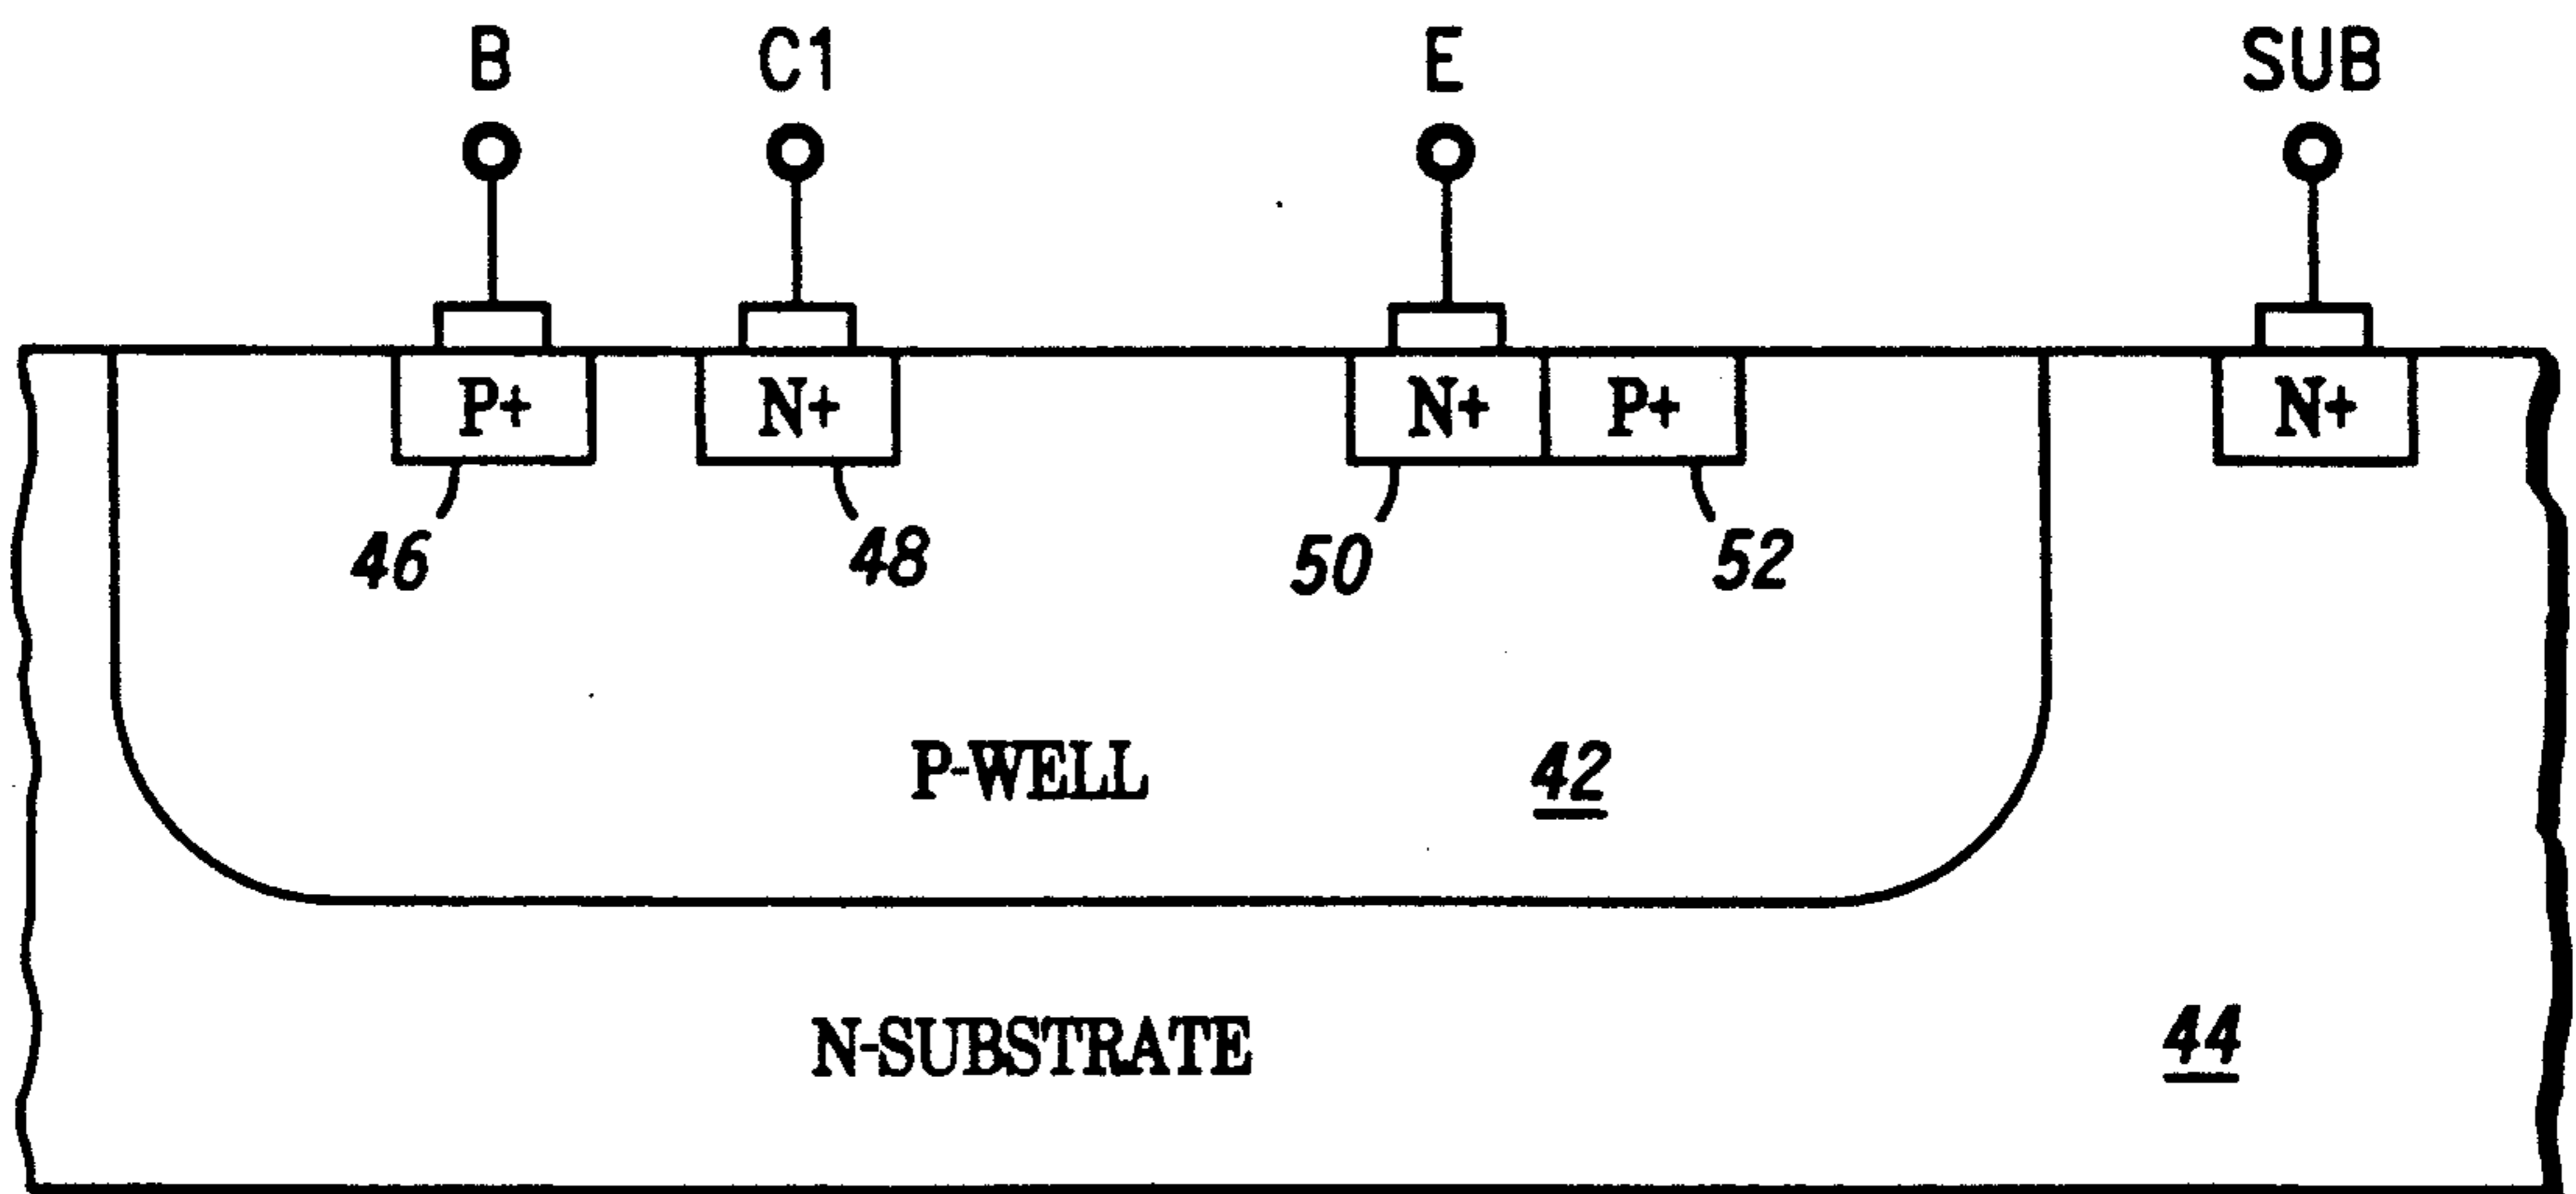 B C1 E SUB
P+ N+ N+ P+ N+
46 48 50 52
P-WELL 42
N-SUBSTRATE 44